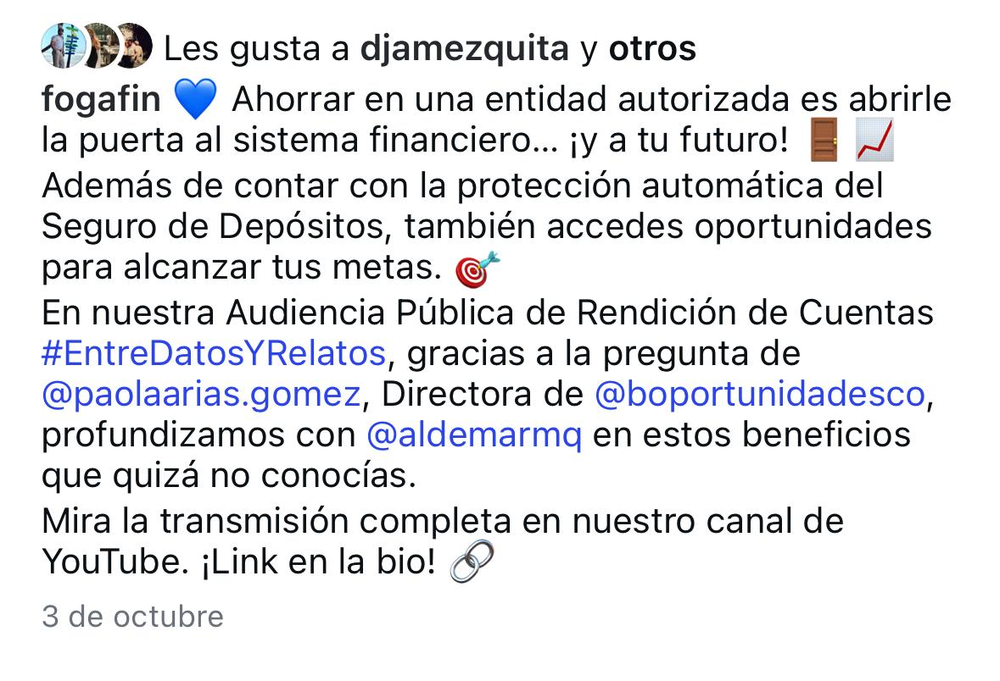 Les gusta a djamezquita y otros
fogafin 💙 Ahorrar en una entidad autorizada es abrirle
la puerta al sistema financiero... ¡y a tu futuro! 🚪 📈
Además de contar con la protección automática del
Seguro de Depósitos, también accedes oportunidades
para alcanzar tus metas. 🎯
En nuestra Audiencia Pública de Rendición de Cuentas
#EntreDatosYRelatos, gracias a la pregunta de
@paolaarias.gomez, Directora de @boportunidadesco,
profundizamos con @aldemarmq en estos beneficios
que quizá no conocías.
Mira la transmisión completa en nuestro canal de
YouTube. ¡Link en la bio! 🔗
3 de octubre